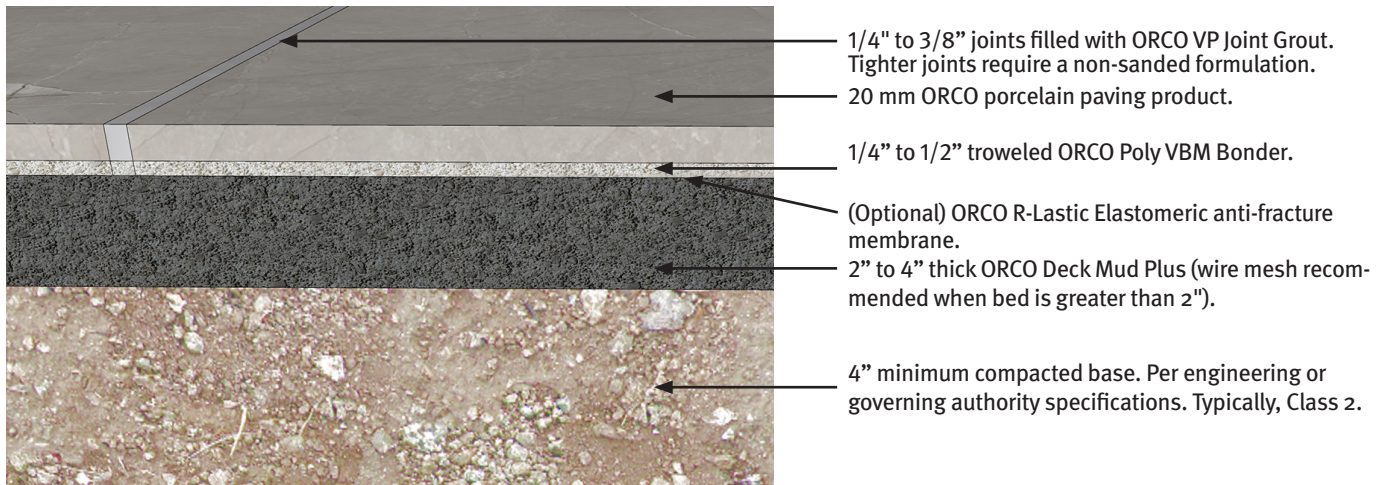 1/4" to 3/8” joints filled with ORCO VP Joint Grout.
Tighter joints require a non-sanded formulation.
20 mm ORCO porcelain paving product.
1/4” to 1/2” troweled ORCO Poly VBM Bonder.
(Optional) ORCO R-Lastic Elastomeric anti-fracture
membrane.
2” to 4” thick ORCO Deck Mud Plus (wire mesh recom-
mended when bed is greater than 2").
4” minimum compacted base. Per engineering or
governing authority specifications. Typically, Class 2.